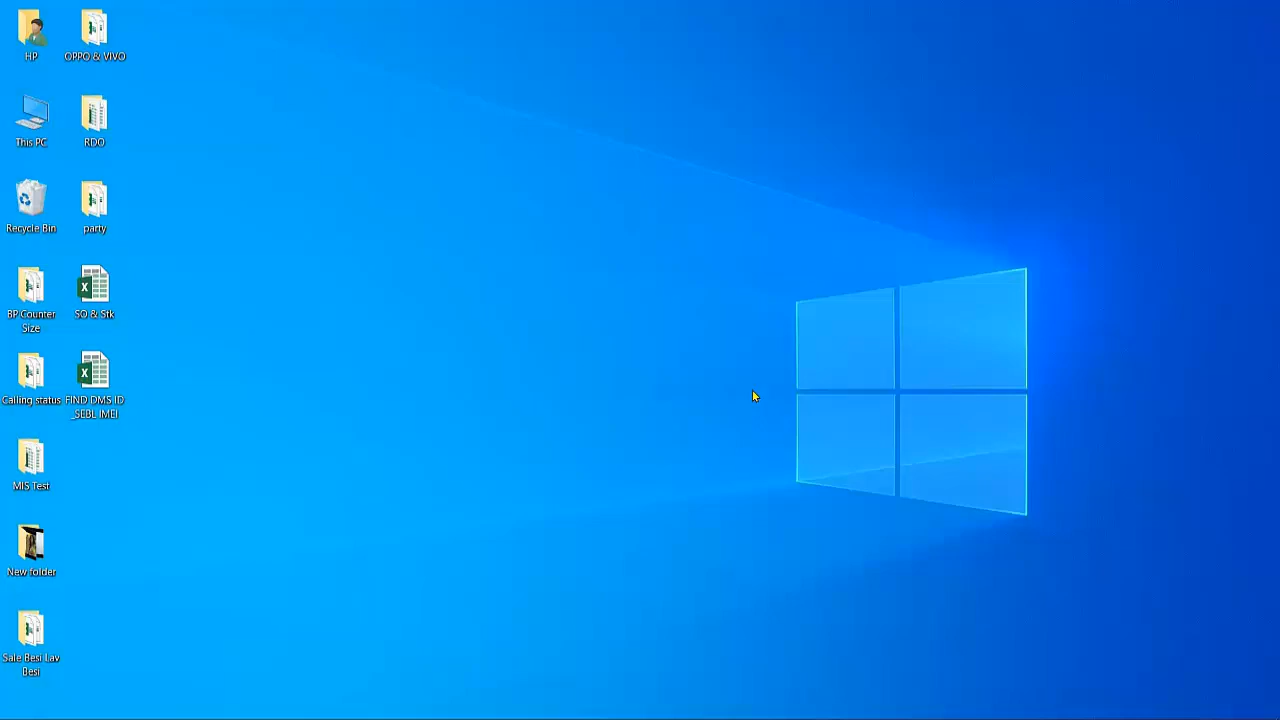 HP
OPPO & VIVO
This PC
RDO
Recycle Bin
party
BP Counter
Size
SO & Stk
Calling status
FIND DMS ID
_SEBL IMEI
MIS Test
New folder
Sale Besi Lav
Besi